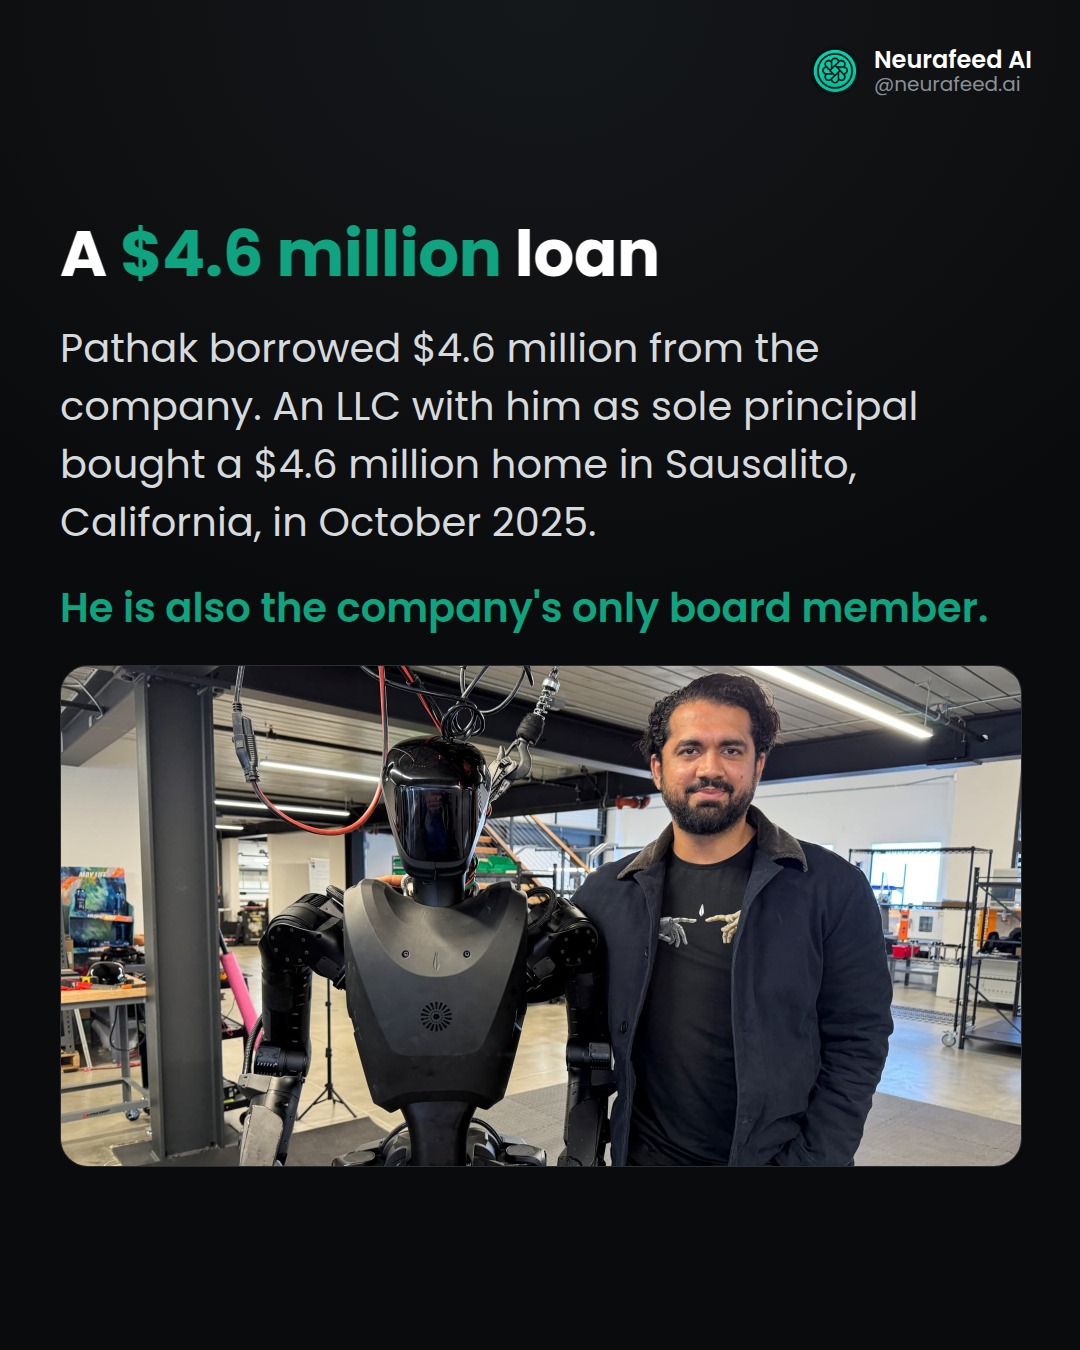 Neurafeed AI
@neurafeed.ai
A $4.6 million loan
Pathak borrowed $4.6 million from the
company. An LLC with him as sole principal
bought a $4.6 million home in Sausalito,
California, in October 2025.
He is also the company's only board member.